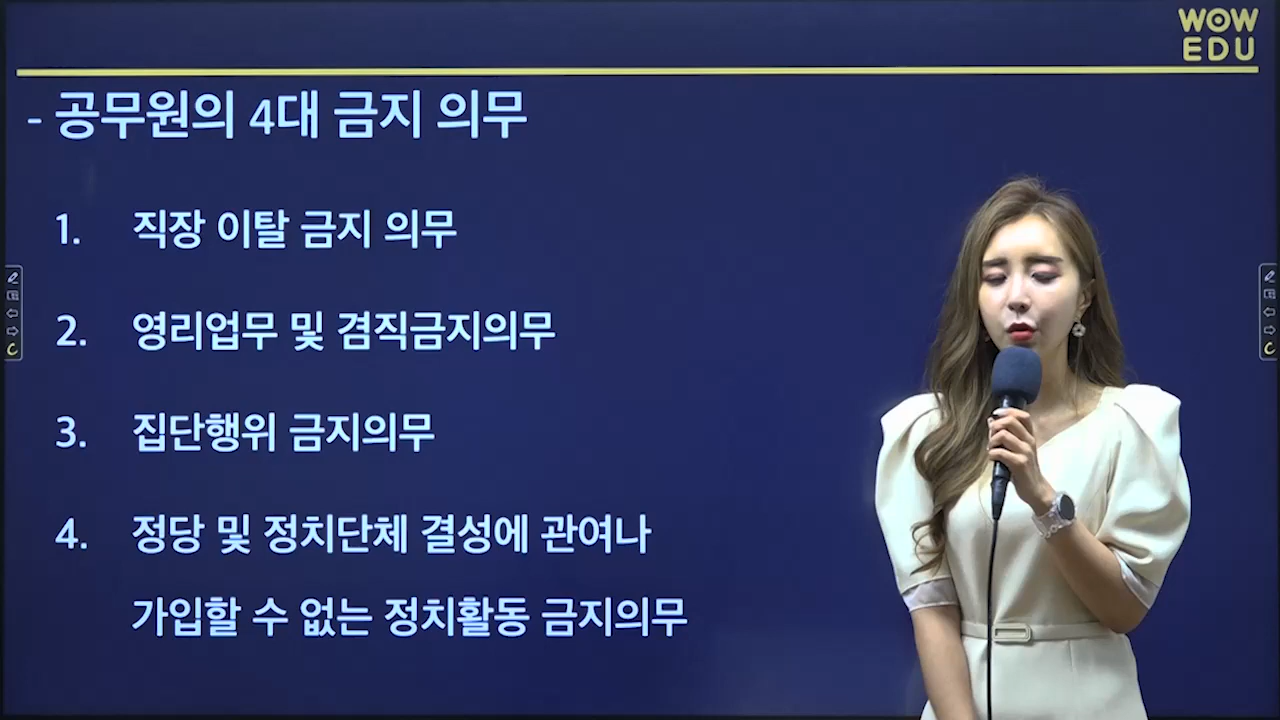 WOW
EDU
- 공무원의 4대 금지 의무
1. 직장 이탈 금지 의무
2. 영리업무 및 겸직금지의무
3. 집단행위 금지의무
4. 정당 및 정치단체 결성에 관여나
가입할 수 없는 정치활동 금지의무